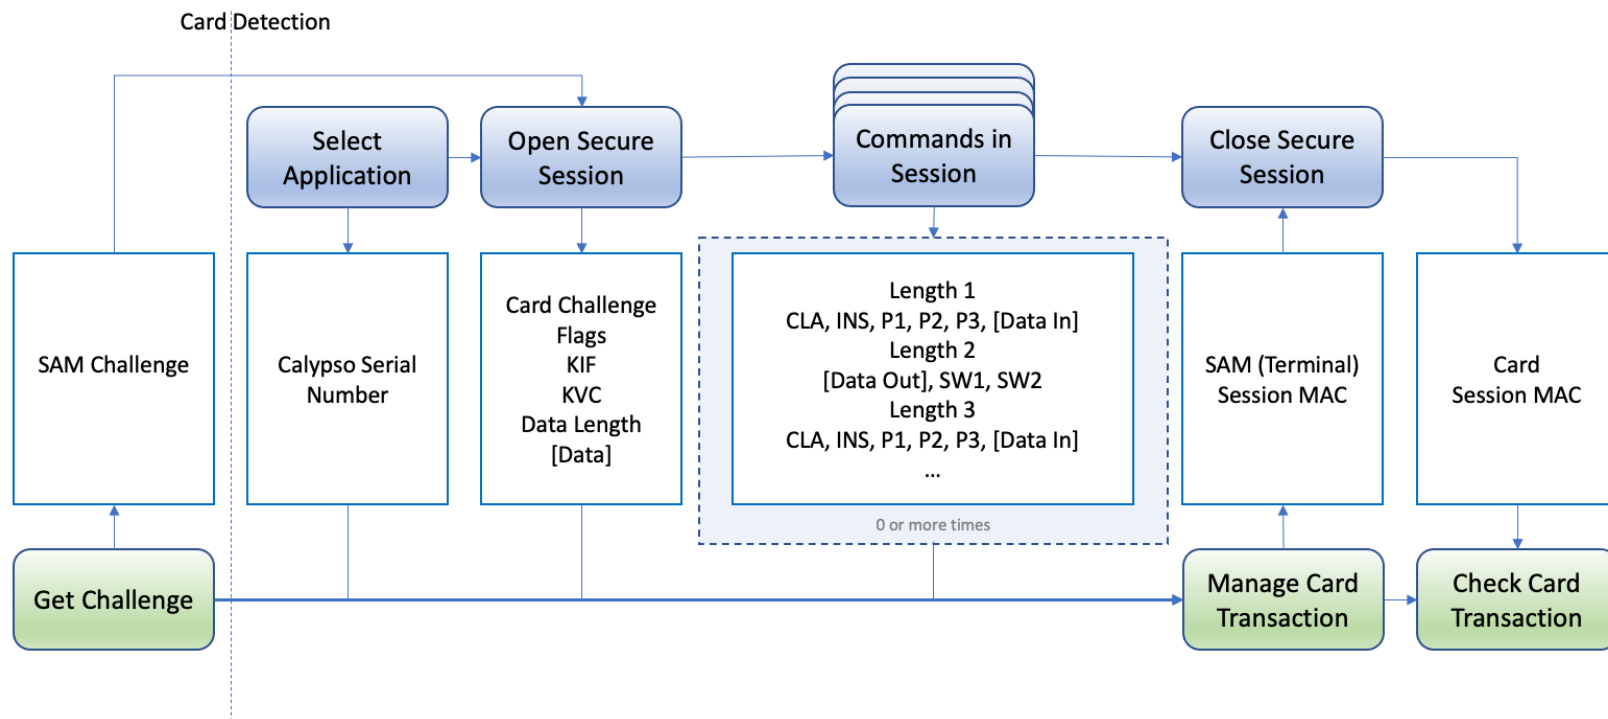 Card Detection
Select
Application
Open Secure
Session
Commands in
Session
Close Secure
Session
SAM Challenge
Calypso Serial
Number
Card Challenge
Flags
KIF
KVC
Data Length
[Data]
Length 1
CLA, INS, P1, P2, P3, [Data In]
Length 2
[Data Out], SW1, SW2
Length 3
CLA, INS, P1, P2, P3, [Data In]
...
0 or more times
SAM (Terminal)
Session MAC
Card
Session MAC
Get Challenge
Manage Card
Transaction
Check Card
Transaction